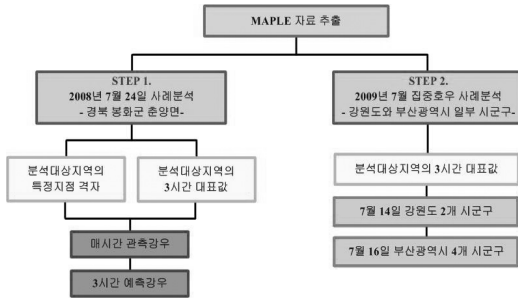 MAPLE 자료 추출
STEP 1.
2008년 7월 24일 사례분석
- 경북 봉화군 춘양면-
STEP 2.
2009년 7월 집중호우 사례분석
-강원도와 부산광역시 일부 시군구-
분석대상지역의
특정지점 격자
분석대상지역의
3시간 대표값
분석대상지역의 3시간 대표값
매시간 관측강우
3시간 예측강우
7월 14일 강원도 2개 시군구
7월 16일 부산광역시 4개 시군구